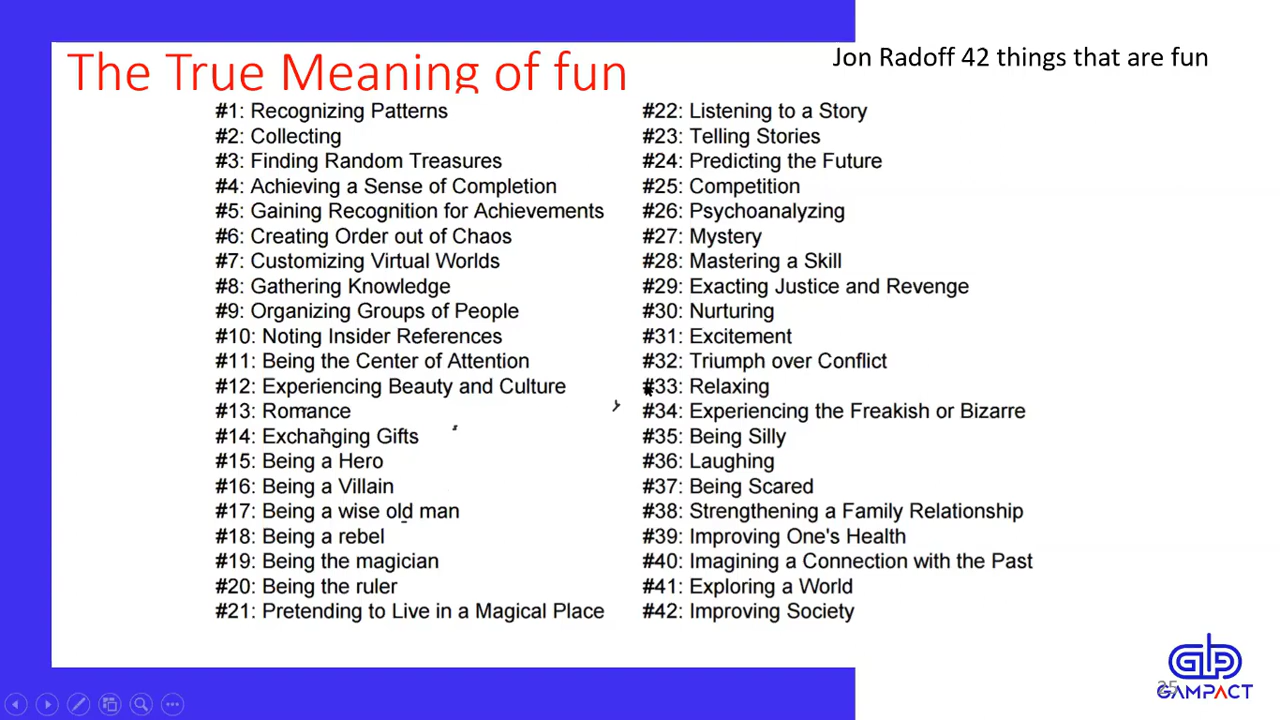 The True Meaning of fun
Jon Radoff 42 things that are fun
#1: Recognizing Patterns
#2: Collecting
#3: Finding Random Treasures
#4: Achieving a Sense of Completion
#5: Gaining Recognition for Achievements
#6: Creating Order out of Chaos
#7: Customizing Virtual Worlds
#8: Gathering Knowledge
#9: Organizing Groups of People
#10: Noting Insider References
#11: Being the Center of Attention
#12: Experiencing Beauty and Culture
#13: Romance
#14: Exchanging Gifts
#15: Being a Hero
#16: Being a Villain
#17: Being a wise old man
#18: Being a rebel
#19: Being the magician
#20: Being the ruler
#21: Pretending to Live in a Magical Place
#22: Listening to a Story
#23: Telling Stories
#24: Predicting the Future
#25: Competition
#26: Psychoanalyzing
#27: Mystery
#28: Mastering a Skill
#29: Exacting Justice and Revenge
#30: Nurturing
#31: Excitement
#32: Triumph over Conflict
#33: Relaxing
#34: Experiencing the Freakish or Bizarre
#35: Being Silly
#36: Laughing
#37: Being Scared
#38: Strengthening a Family Relationship
#39: Improving One's Health
#40: Imagining a Connection with the Past
#41: Exploring a World
#42: Improving Society
25
GAMPACT